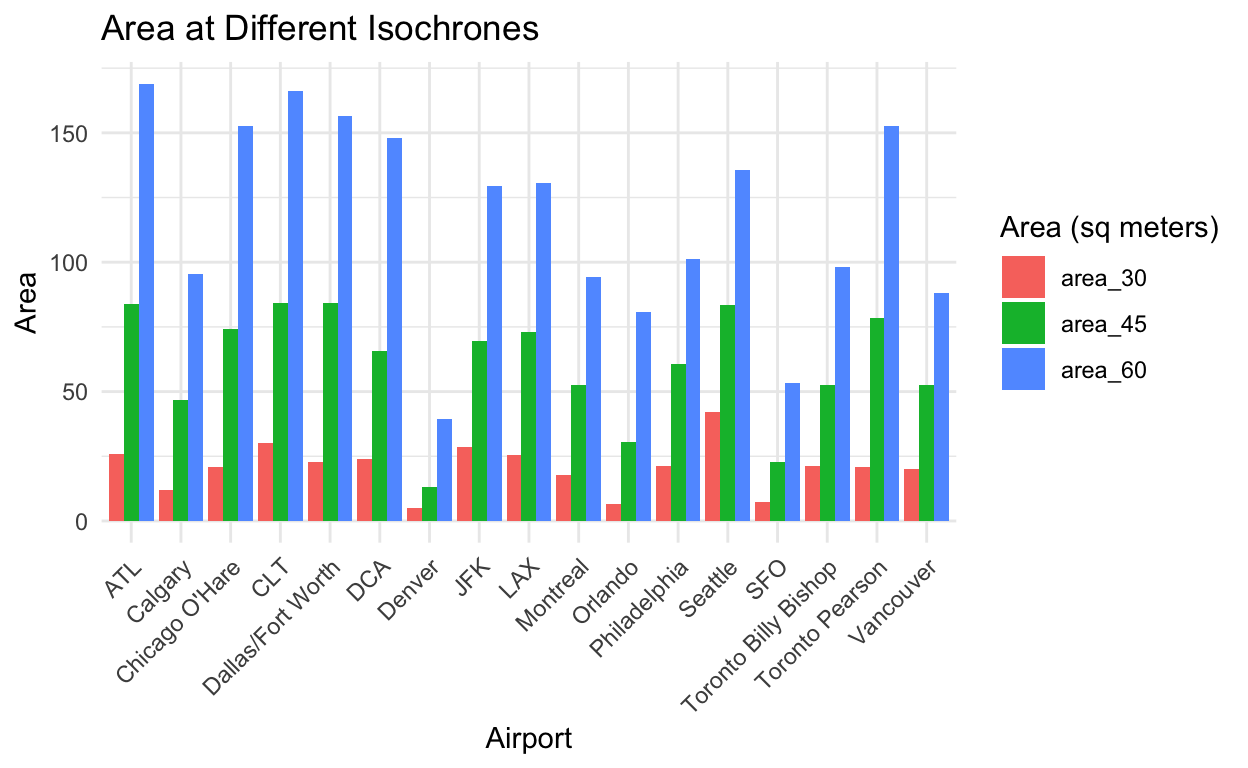 Area at Different Isochrones
Area
150
100
50
0
ATL
Calgary
Chicago O'Hare
CLT
Dallas/Fort Worth
DCA
Denver
JFK
LAX
Montreal
Orlando
Philadelphia
Seattle
SFO
Toronto Billy Bishop
Toronto Pearson
Vancouver
Airport
Area (sq meters)
area_30
area_45
area_60